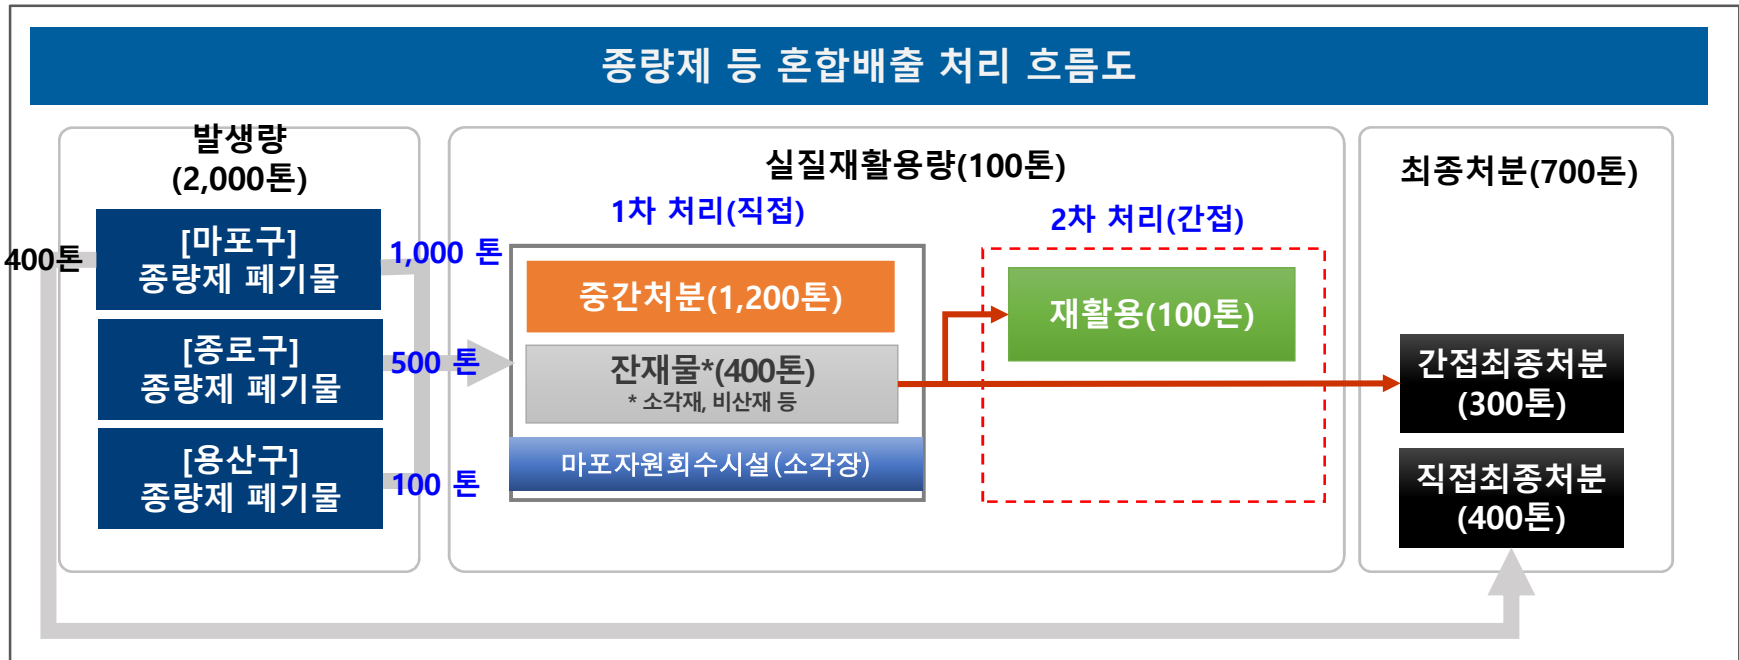 종량제 등 혼합배출 처리 흐름도
발생량
(2,000톤)
400톤
[마포구]
종량제 폐기물
1,000 톤
[종로구]
종량제 폐기물
500 톤
[용산구]
종량제 폐기물
100 톤
실질재활용량(100톤)
1차 처리(직접)
중간처분(1,200톤)
잔재물*(400톤)
* 소각재, 비산재 등
마포자원회수시설(소각장)
2차 처리(간접)
재활용(100톤)
최종처분(700톤)
간접최종처분
(300톤)
직접최종처분
(400톤)